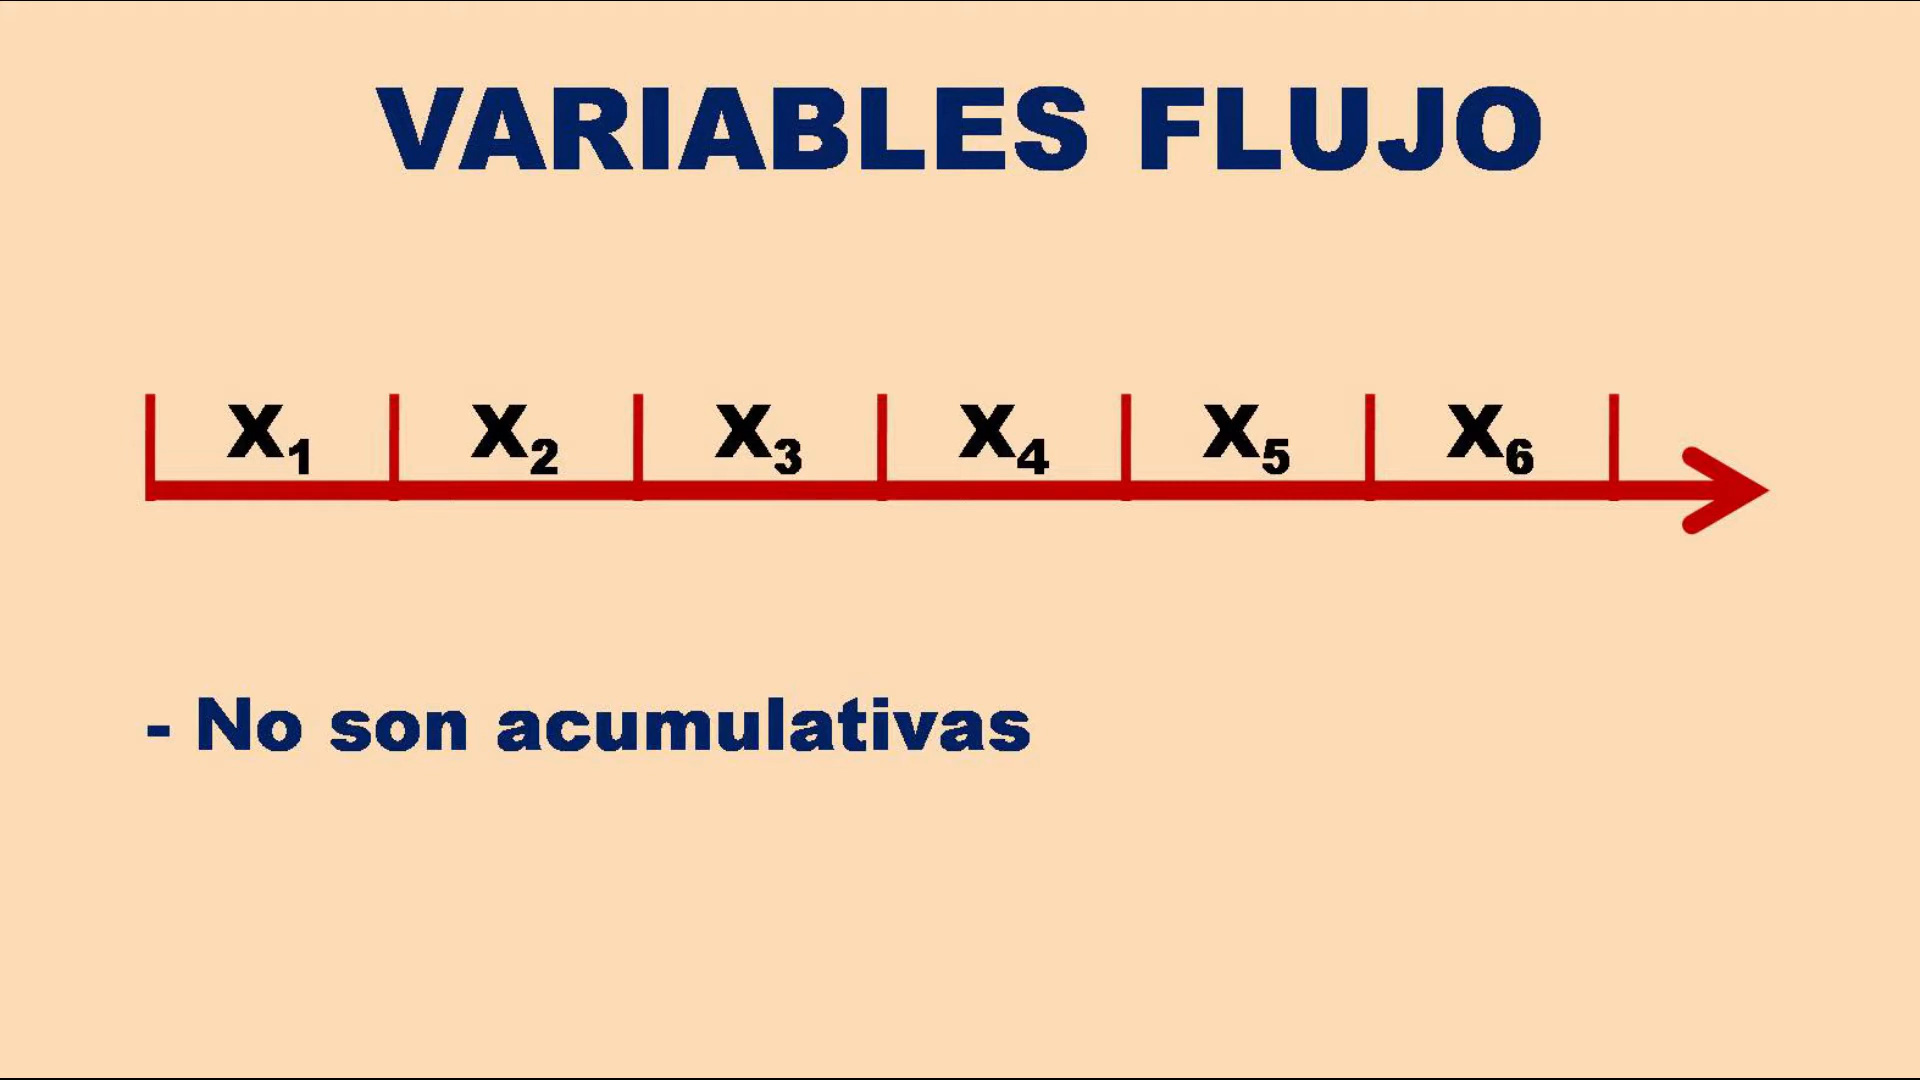 VARIABLES FLUJO
X₁ X₂ X₃ X₄ X₅ X₆
- No son acumulativas